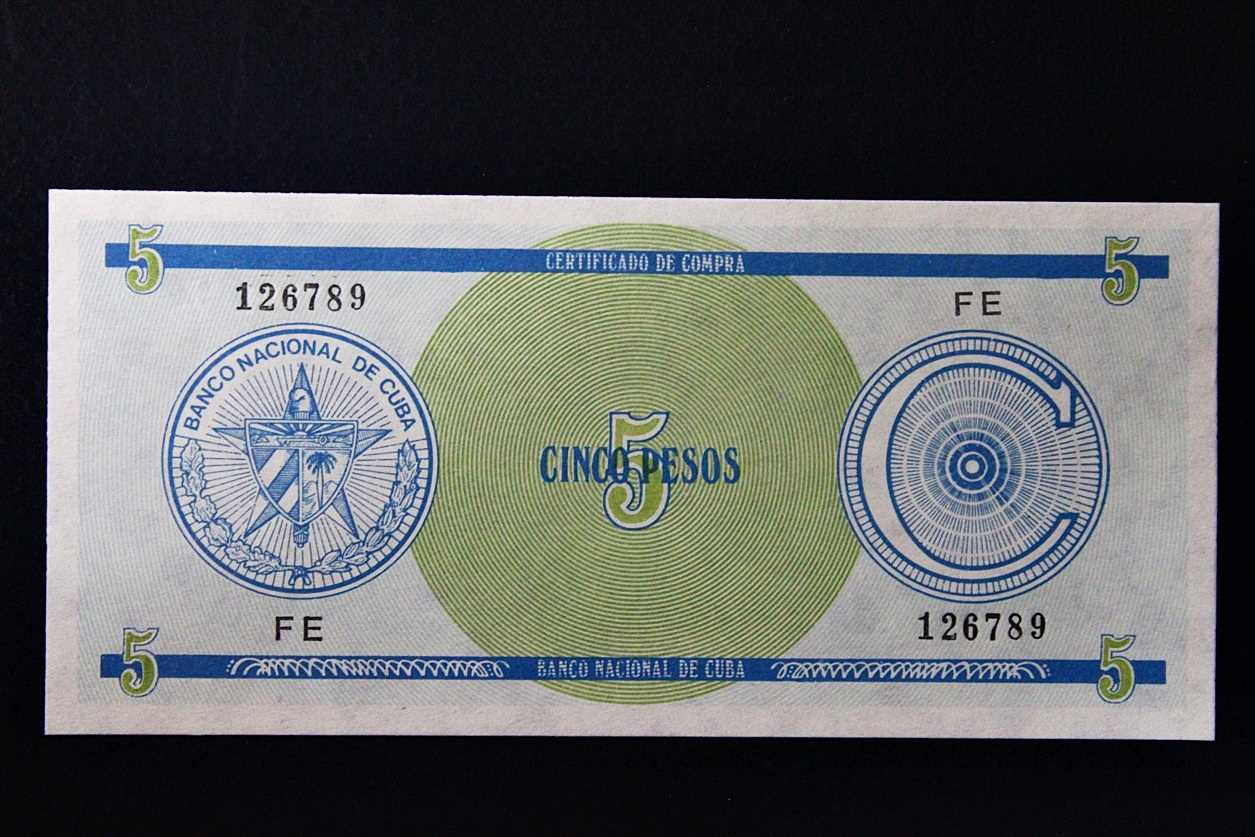 5 CERTIFICADO DE COMPRA 5
126789 FE
BANCO NACIONAL DE CUBA
C
5
CINCO PESOS
FE 126789
5 BANCO NACIONAL DE CUBA 5